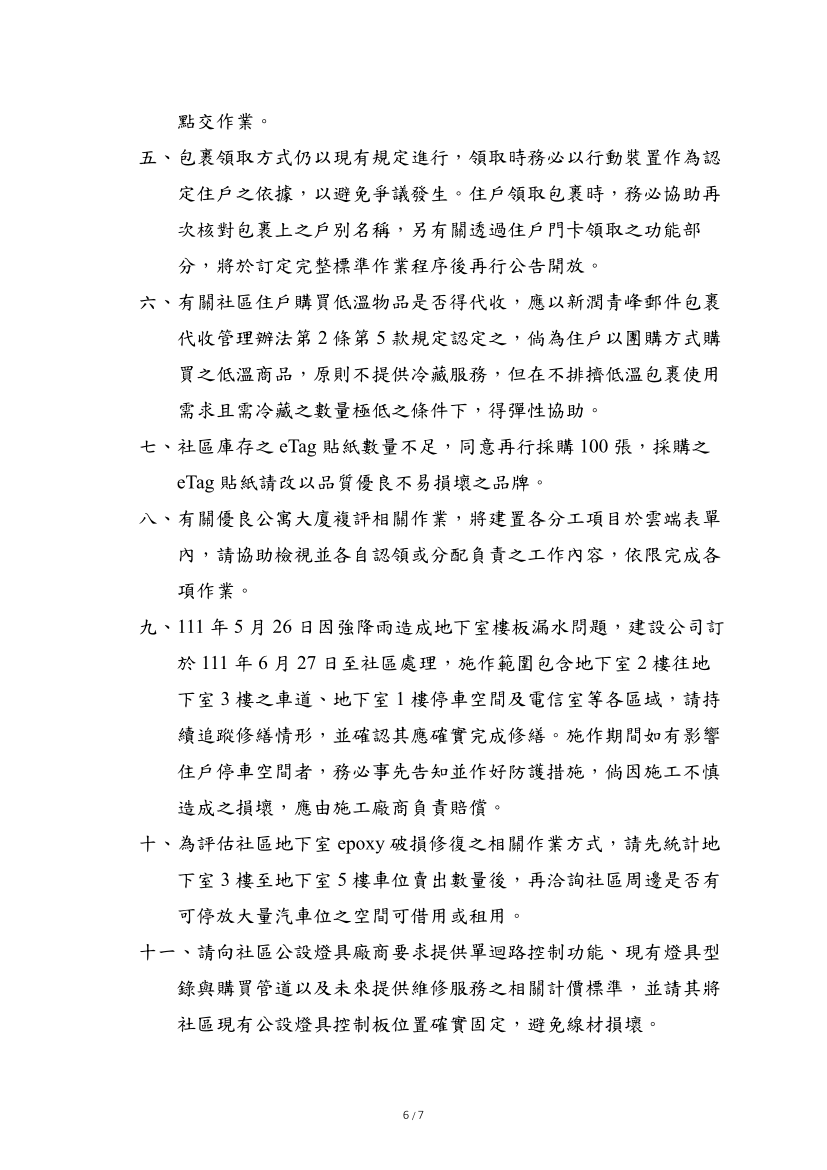 點交作業。
五、包裹領取方式仍以現有規定進行，領取時務必以行動裝置作為認
定住戶之依據，以避免爭議發生。住戶領取包裹時，務必協助再
次核對包裹上之戶別名稱，另有關透過住戶門卡領取之功能部
分，將於訂定完整標準作業程序後再行公告開放。
六、有關社區住戶購買低溫物品是否得代收，應以新潤青峰郵件包裹
代收管理辦法第 2 條第 5 款規定認定之，倘為住戶以團購方式購
買之低溫商品，原則不提供冷藏服務，但在不排擠低溫包裹使用
需求且需冷藏之數量極低之條件下，得彈性協助。
七、社區庫存之 eTag 貼紙數量不足，同意再行採購 100 張，採購之
eTag 貼紙請改以品質優良不易損壞之品牌。
八、有關優良公寓大廈複評相關作業，將建置各分工項目於雲端表單
內，請協助檢視並各自認領或分配負責之工作內容，依限完成各
項作業。
九、111 年 5 月 26 日因強降雨造成地下室樓板漏水問題，建設公司訂
於 111 年 6 月 27 日至社區處理，施作範圍包含地下室 2 樓往地
下室 3 樓之車道、地下室 1 樓停車空間及電信室等各區域，請持
續追蹤修繕情形，並確認其應確實完成修繕。施作期間如有影響
住戶停車空間者，務必事先告知並作好防護措施，倘因施工不慎
造成之損壞，應由施工廠商負責賠償。
十、為評估社區地下室 epoxy 破損修復之相關作業方式，請先統計地
下室 3 樓至地下室 5 樓車位賣出數量後，再洽詢社區周邊是否有
可停放大量汽車位之空間可借用或租用。
十一、請向社區公設燈具廠商要求提供單迴路控制功能、現有燈具型
錄與購買管道以及未來提供維修服務之相關計價標準，並請其將
社區現有公設燈具控制板位置確實固定，避免線材損壞。
6 / 7